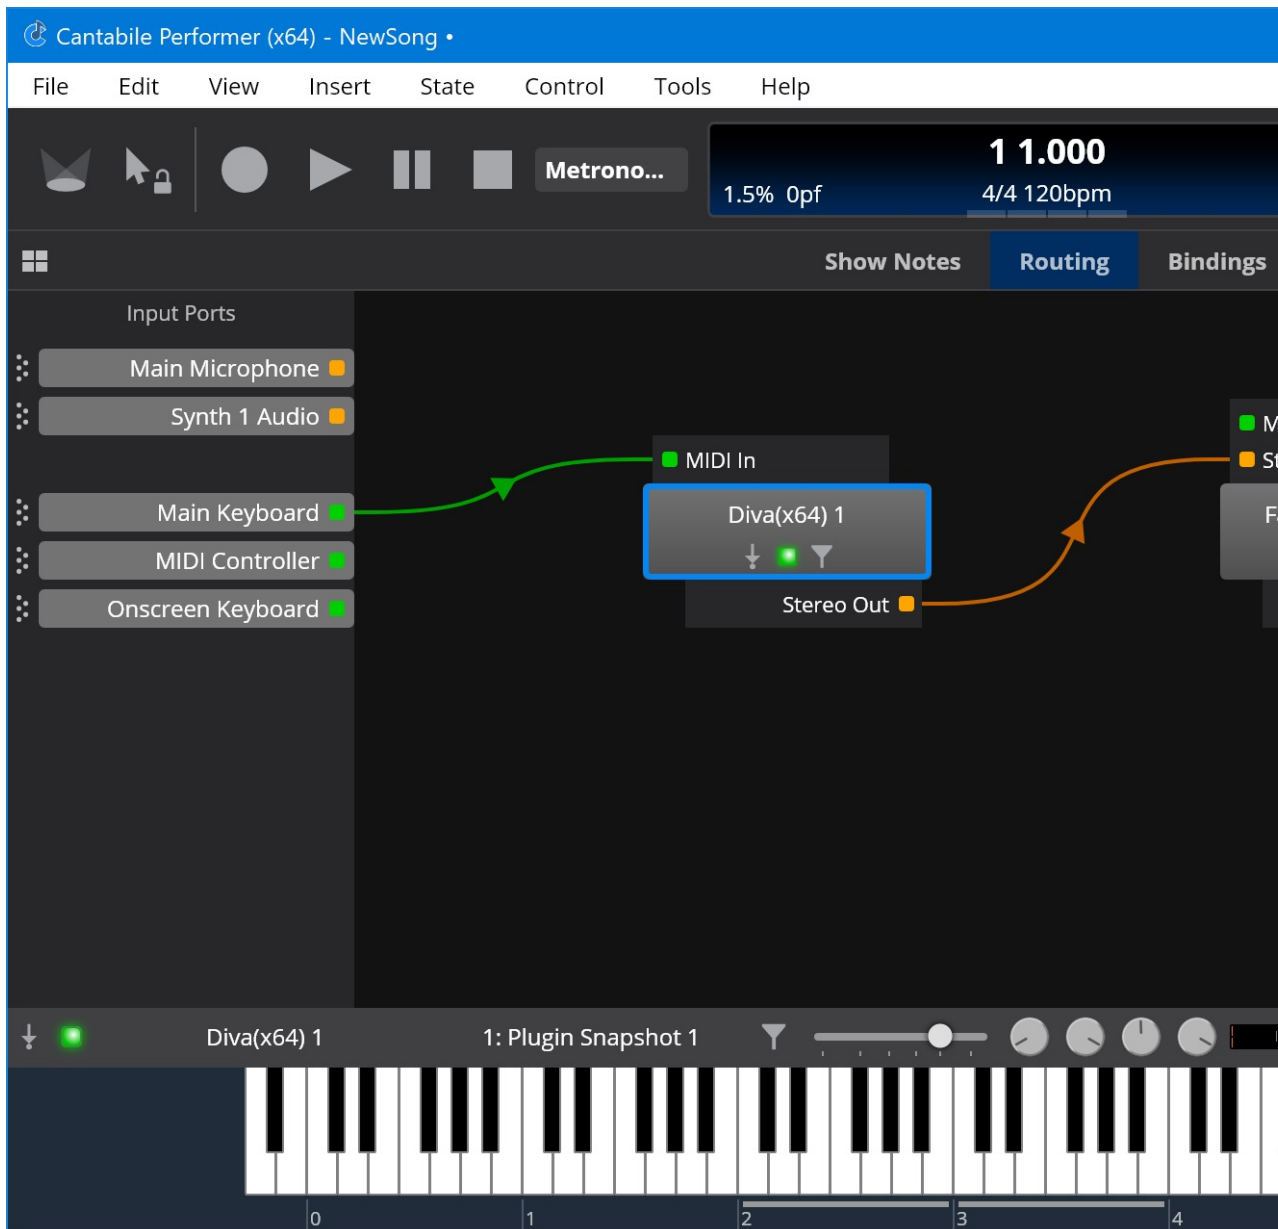 Cantabile Performer (x64) - NewSong •
File Edit View Insert State Control Tools Help
Metrono...
1 1.000
1.5% 0pf
4/4 120bpm
Show Notes Routing Bindings
Input Ports
Main Microphone
Synth 1 Audio
Main Keyboard
MIDI Controller
Onscreen Keyboard
MIDI In
Diva(x64) 1
Stereo Out
M
St
Fa
Diva(x64) 1
1: Plugin Snapshot 1
0 1 2 3 4